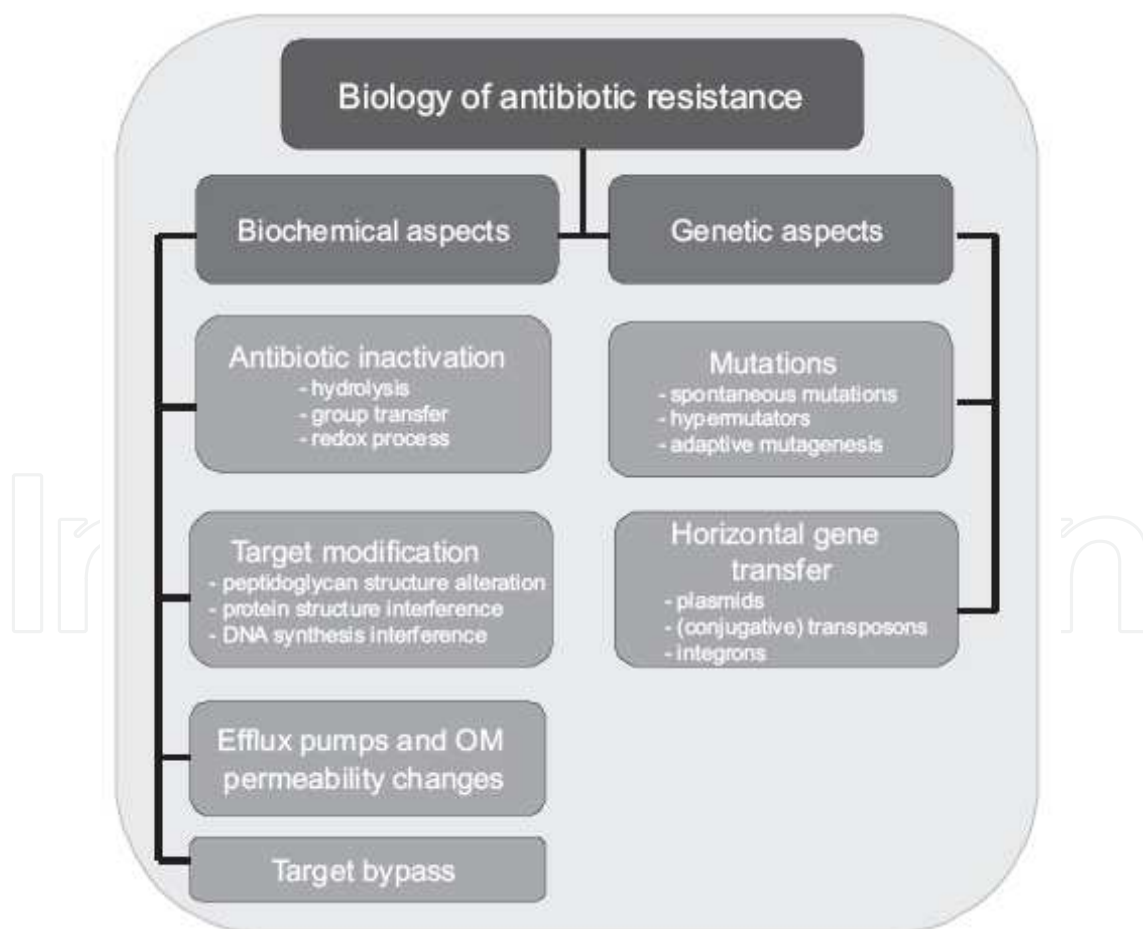 Biology of antibiotic resistance
Biochemical aspects
Antibiotic inactivation
- hydrolysis
- group transfer
- redox process
Target modification
- peptidoglycan structure alteration
- protein structure interference
- DNA synthesis interference
Efflux pumps and OM
permeability changes
Target bypass
Genetic aspects
Mutations
- spontaneous mutations
- hypermutators
- adaptive mutagenesis
Horizontal gene
transfer
- plasmids
- (conjugative) transposons
- integrons